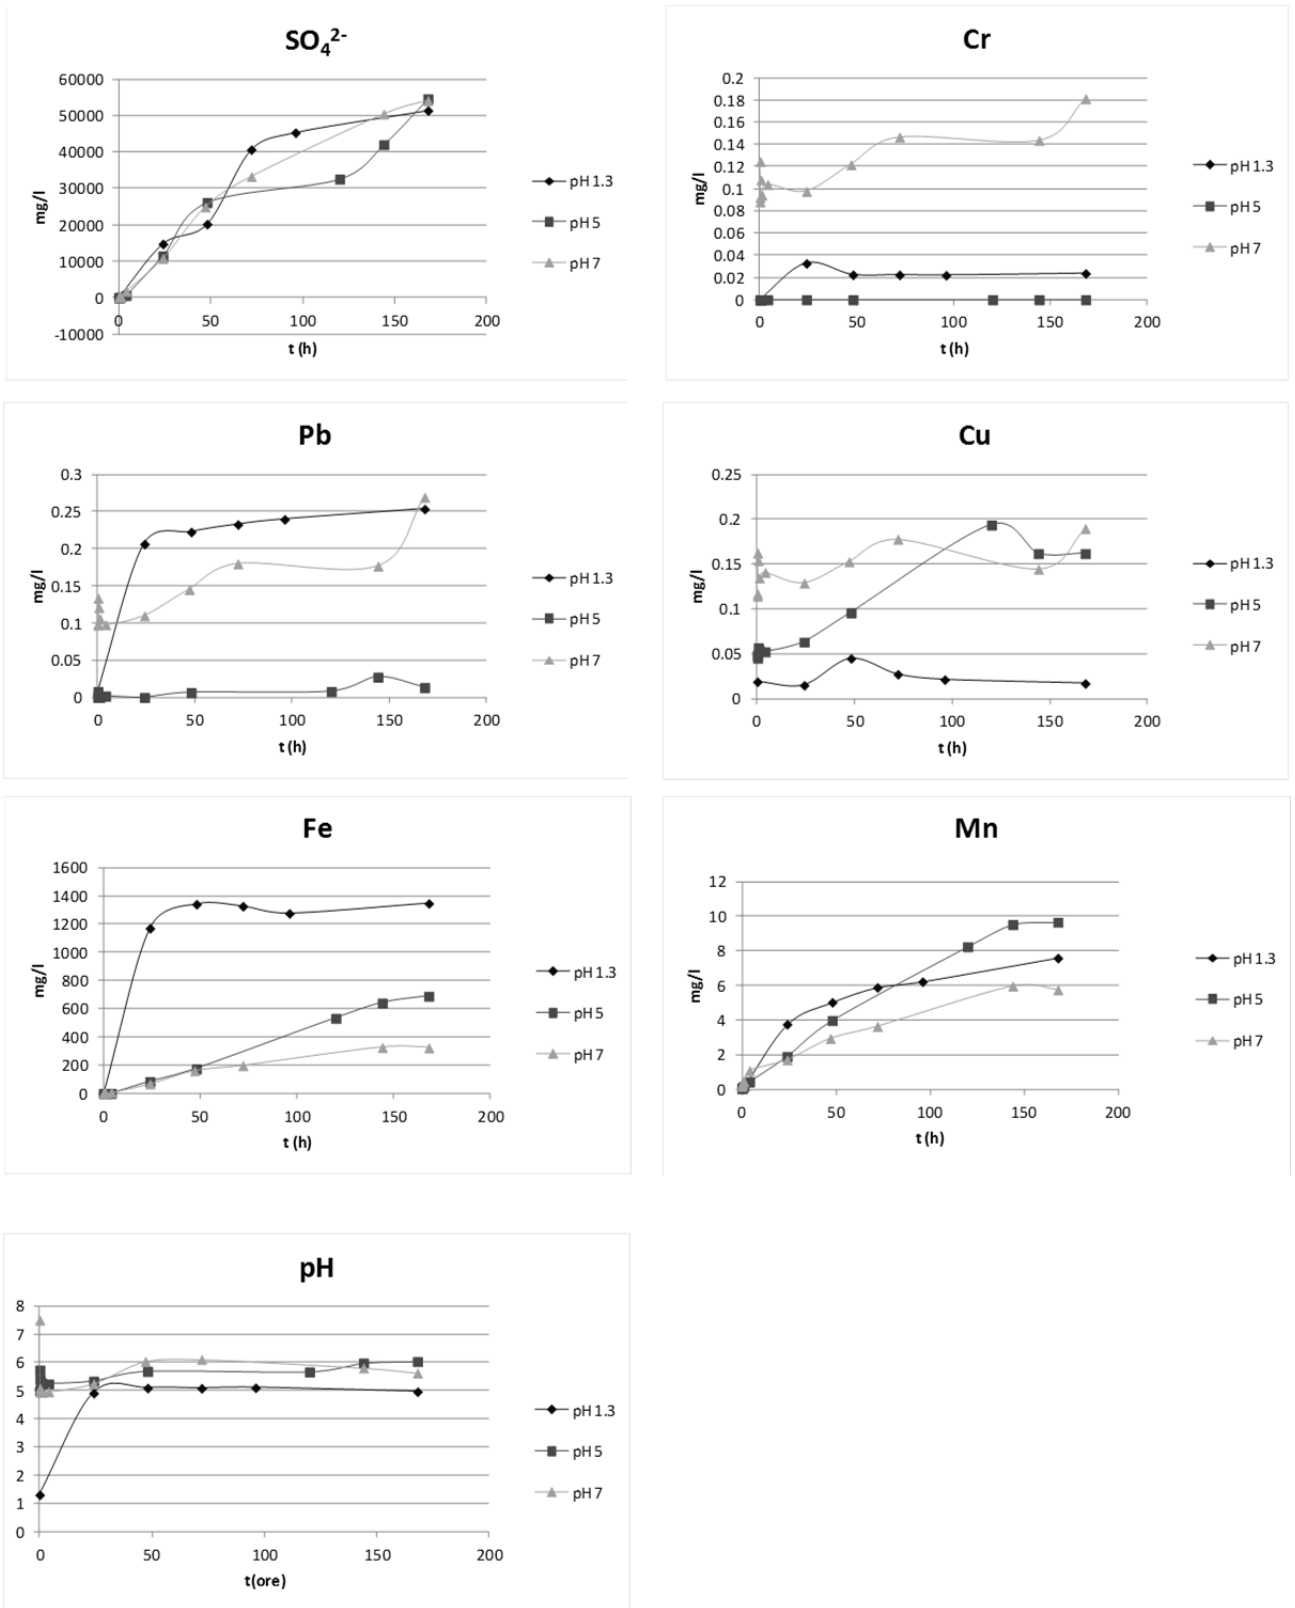 SO₄²⁻
60000
50000
40000
30000
20000
10000
0
-10000
mg/l
0 50 100 150 200
t (h)
pH 1.3
pH 5
pH 7
Cr
0.2
0.18
0.16
0.14
0.12
0.1
0.08
0.06
0.04
0.02
0
mg/l
0 50 100 150 200
t (h)
pH 1.3
pH 5
pH 7
Pb
0.3
0.25
0.2
0.15
0.1
0.05
0
mg/l
0 50 100 150 200
t (h)
pH 1.3
pH 5
pH 7
Cu
0.25
0.2
0.15
0.1
0.05
0
mg/l
0 50 100 150 200
t (h)
pH 1.3
pH 5
pH 7
Fe
1600
1400
1200
1000
800
600
400
200
0
mg/l
0 50 100 150 200
t (h)
pH 1.3
pH 5
pH 7
Mn
12
10
8
6
4
2
0
mg/l
0 50 100 150 200
t (h)
pH 1.3
pH 5
pH 7
pH
8
7
6
5
4
3
2
1
0
0 50 100 150 200
t(ore)
pH 1.3
pH 5
pH 7